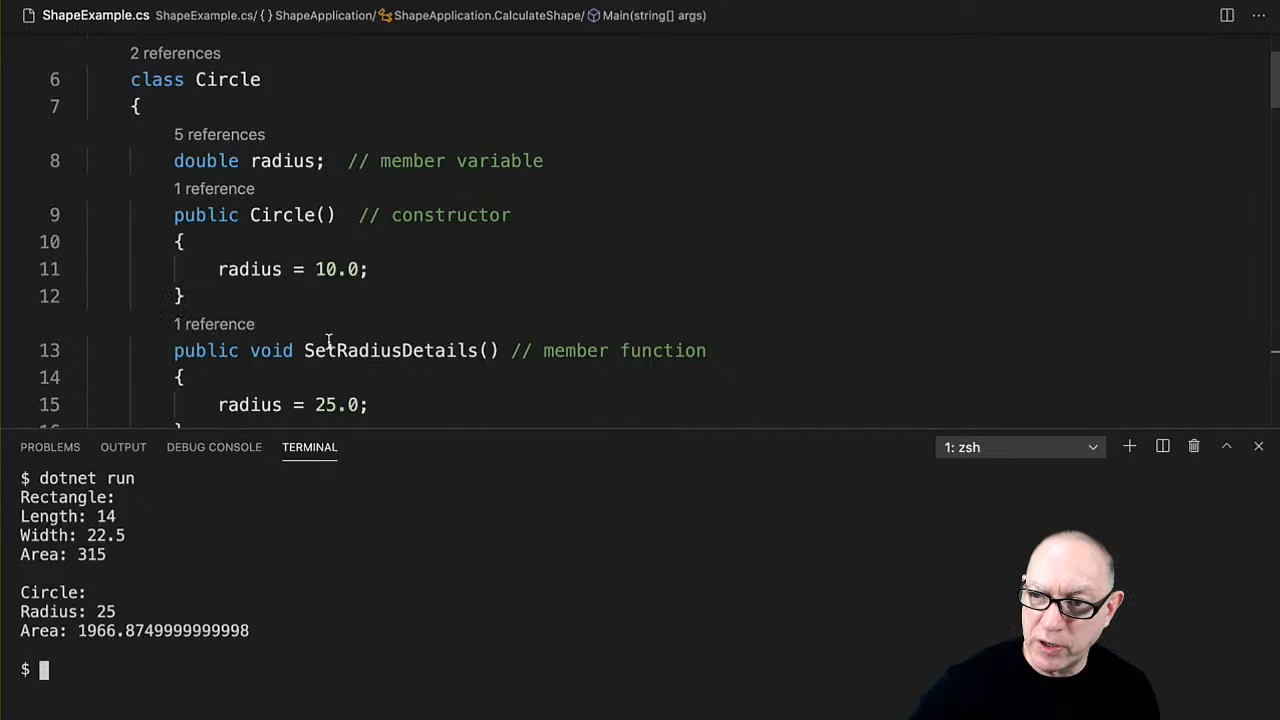 ShapeExample.cs ShapeExample.cs/ { } ShapeApplication/ ShapeApplication.CalculateShape/ Main(string[] args)
2 references
6 class Circle
7 {
5 references
8 double radius; // member variable
1 reference
9 public Circle() // constructor
10 {
11 radius = 10.0;
12 }
1 reference
13 public void SetRadiusDetails() // member function
14 {
15 radius = 25.0;
PROBLEMS OUTPUT DEBUG CONSOLE TERMINAL 1: zsh
$ dotnet run
Rectangle:
Length: 14
Width: 22.5
Area: 315
Circle:
Radius: 25
Area: 1966.8749999999998
$